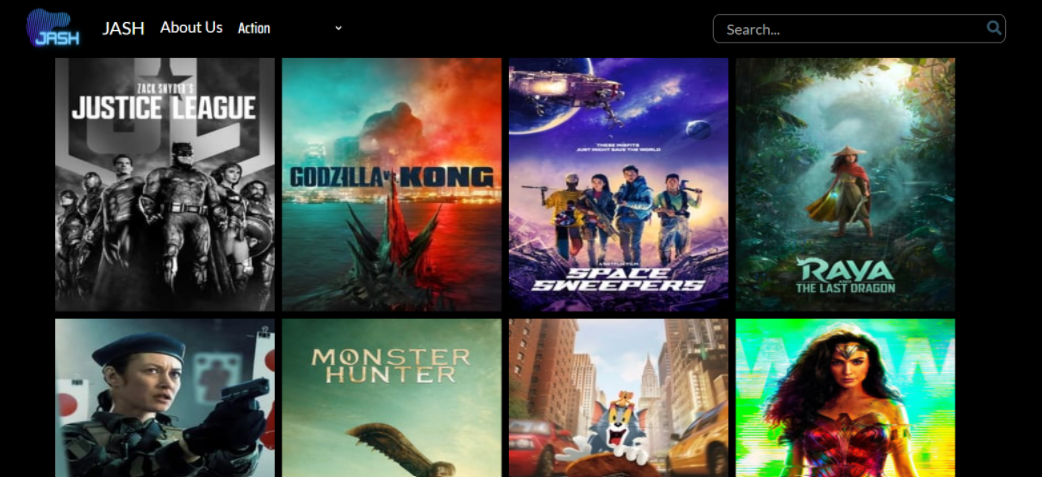 JASH
JASH
About Us
Action
Search...
ZACK SNYDER'S
JUSTICE LEAGUE
GODZILLA vs. KONG
THESE MISFITS
JUST MIGHT SAVE THE WORLD
A NETFLIX FILM
SPACE
SWEEPERS
RAYA
AND
THE LAST DRAGON
MONSTER
HUNTER